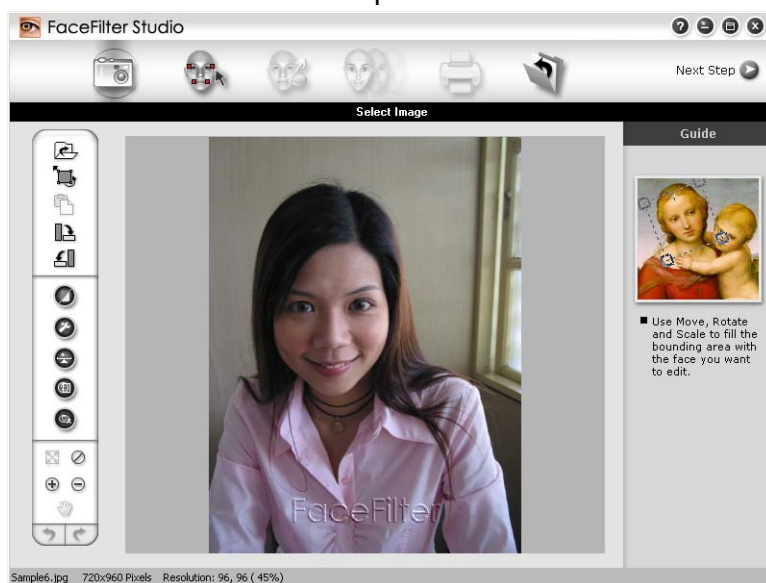 FaceFilter Studio
Next Step
Select Image
Guide
■ Use Move, Rotate
and Scale to fill the
bounding area with
the face you want
to edit.
FaceFilter
Sample6.jpg 720x960 Pixels Resolution: 96, 96 ( 45%)